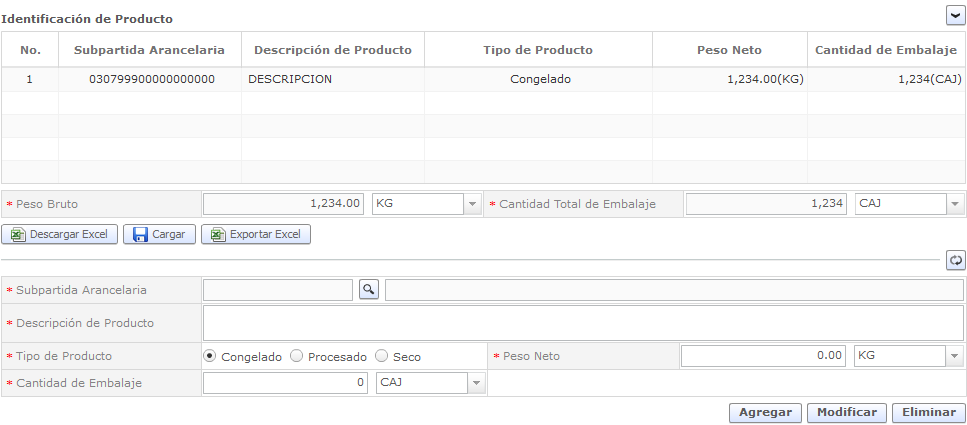 Identificación de Producto
No. Subpartida Arancelaria Descripción de Producto Tipo de Producto Peso Neto Cantidad de Embalaje
1 030799900000000000 DESCRIPCION Congelado 1,234.00(KG) 1,234(CAJ)
* Peso Bruto 1,234.00 KG * Cantidad Total de Embalaje 1,234 CAJ
Descargar Excel Cargar Exportar Excel
* Subpartida Arancelaria
* Descripción de Producto
* Tipo de Producto Congelado Procesado Seco * Peso Neto 0.00 KG
* Cantidad de Embalaje 0 CAJ
Agregar Modificar Eliminar